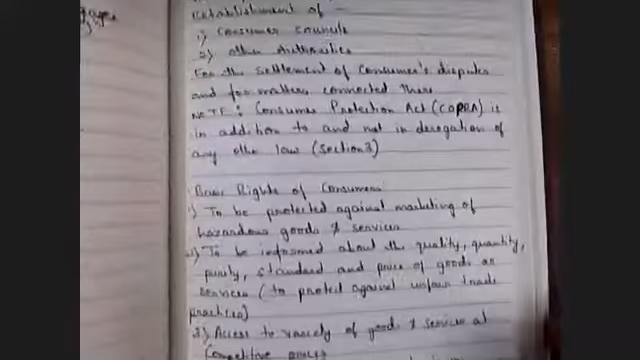 Establishment of -
1) Consumer Councils
2) Other Authorities
For the settlement of Consumer's disputes
and for matters connected there
NOTE : Consumer Protection Act (COPRA) is
in addition to and not in derogation of
any other law (section 3)
Basic Rights of Consumers
1) To be protected against marketing of
hazardous goods & services
2) To be informed about the quality, quantity,
purity, standard and price of goods or
services (to protect against unfair trade
practices)
3) Access to variety of goods & services at
Competitive prices